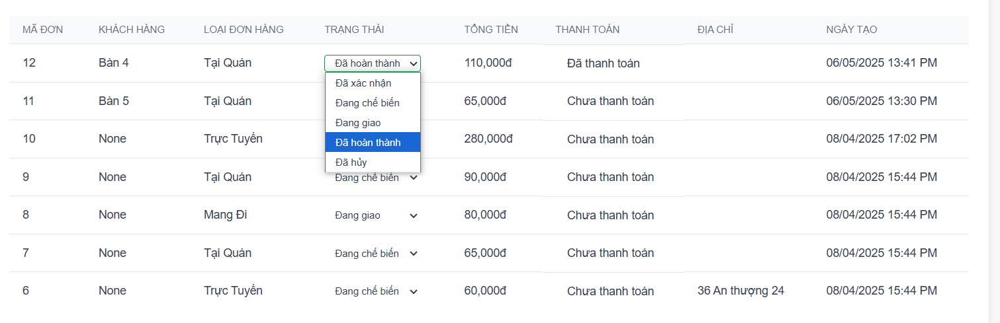 MÃ ĐƠN KHÁCH HÀNG LOẠI ĐƠN HÀNG TRẠNG THÁI TỔNG TIỀN THANH TOÁN ĐỊA CHỈ NGÀY TẠO
12 Bàn 4 Tại Quán Đã hoàn thành 110,000đ Đã thanh toán 06/05/2025 13:41 PM
Đã xác nhận
11 Bàn 5 Tại Quán Đang chế biến 65,000đ Chưa thanh toán 06/05/2025 13:30 PM
Đang giao
10 None Trực Tuyến Đã hoàn thành 280,000đ Chưa thanh toán 08/04/2025 17:02 PM
Đã hủy
9 None Tại Quán Đang chế biến 90,000đ Chưa thanh toán 08/04/2025 15:44 PM
8 None Mang Đi Đang giao 80,000đ Chưa thanh toán 08/04/2025 15:44 PM
7 None Tại Quán Đang chế biến 65,000đ Chưa thanh toán 08/04/2025 15:44 PM
6 None Trực Tuyến Đang chế biến 60,000đ Chưa thanh toán 36 An thượng 24 08/04/2025 15:44 PM